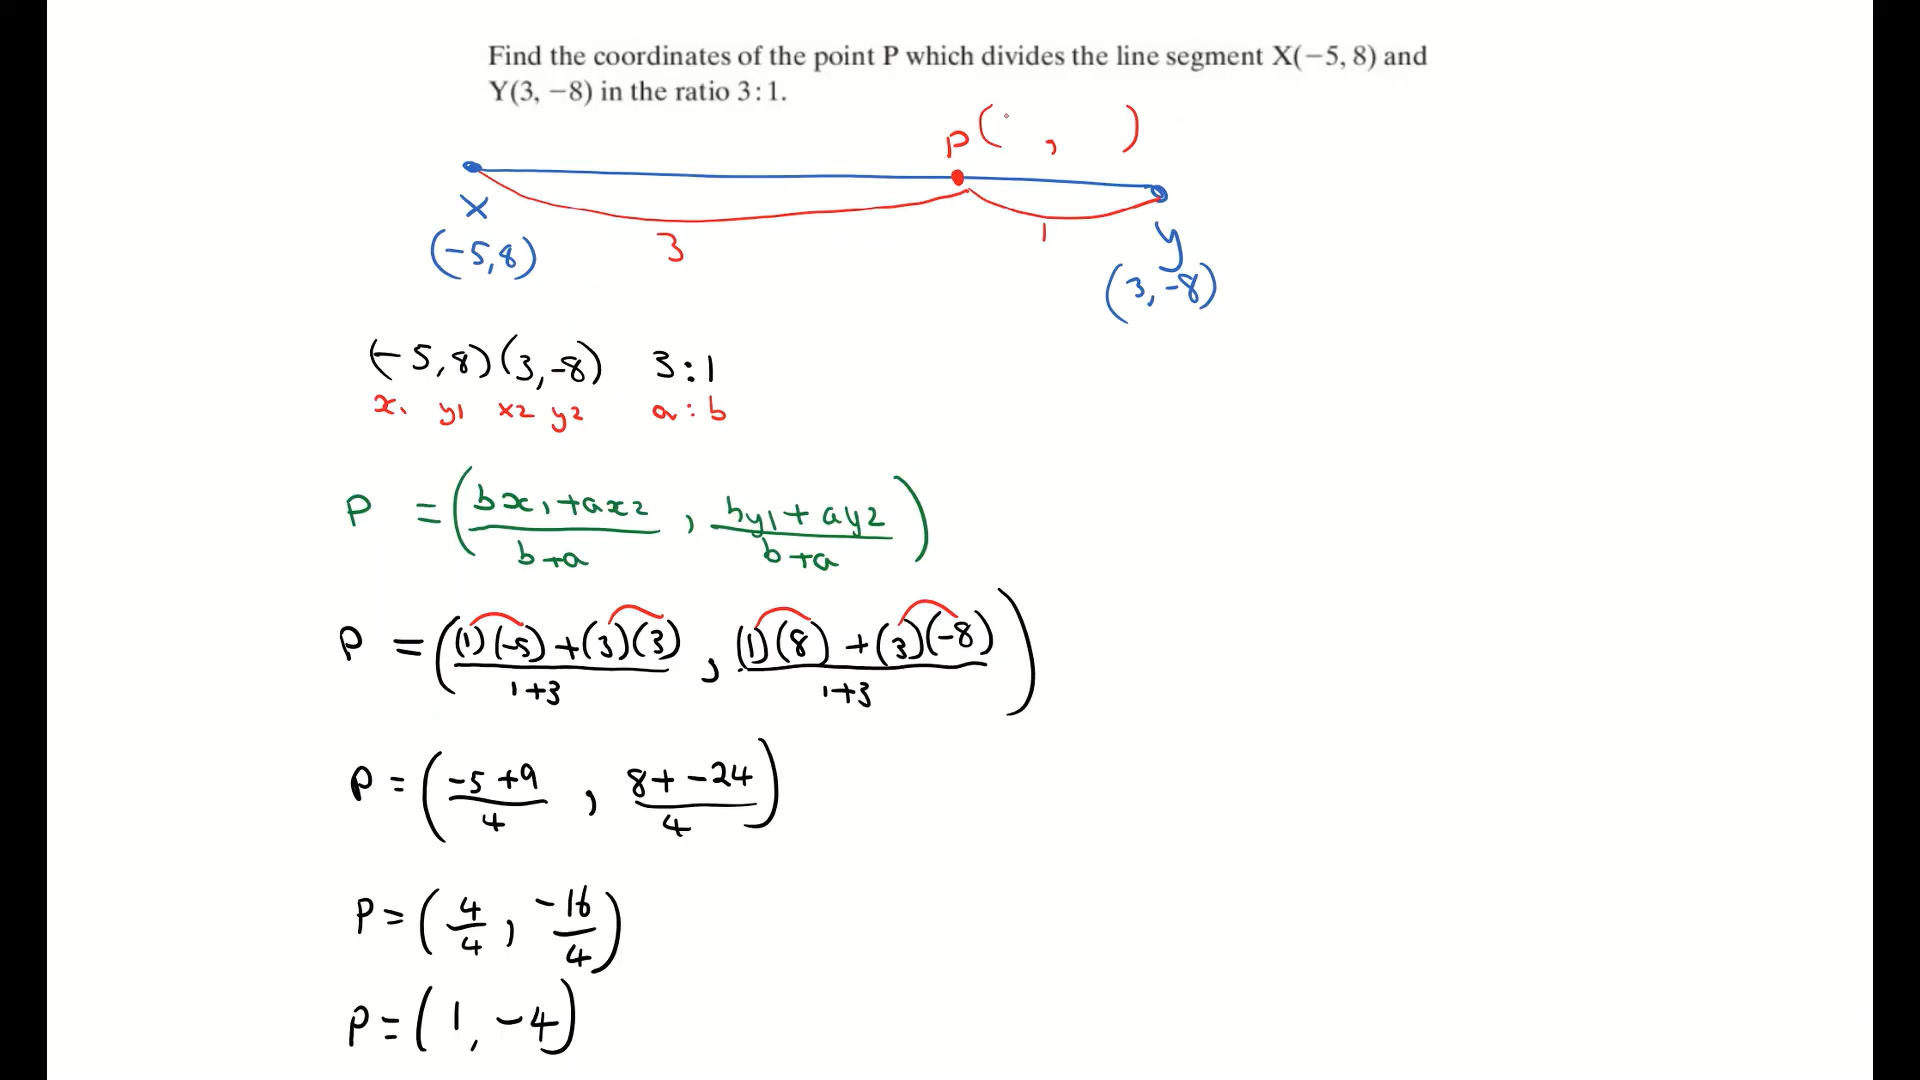 Find the coordinates of the point P which divides the line segment X(−5, 8) and
Y(3, −8) in the ratio 3 : 1.
P ( , )
X
(-5,8)
3
1
y
(3,-8)
(-5,8)(3,-8) 3:1
x1 y1 x2 y2 a:b
P = (bx1+ax2/b+a , by1+ay2/b+a)
P = ((1)(-5)+(3)(3)/1+3 , (1)(8)+(3)(-8)/1+3)
P = (-5+9/4 , 8+-24/4)
P = (4/4 , -16/4)
P = (1, -4)